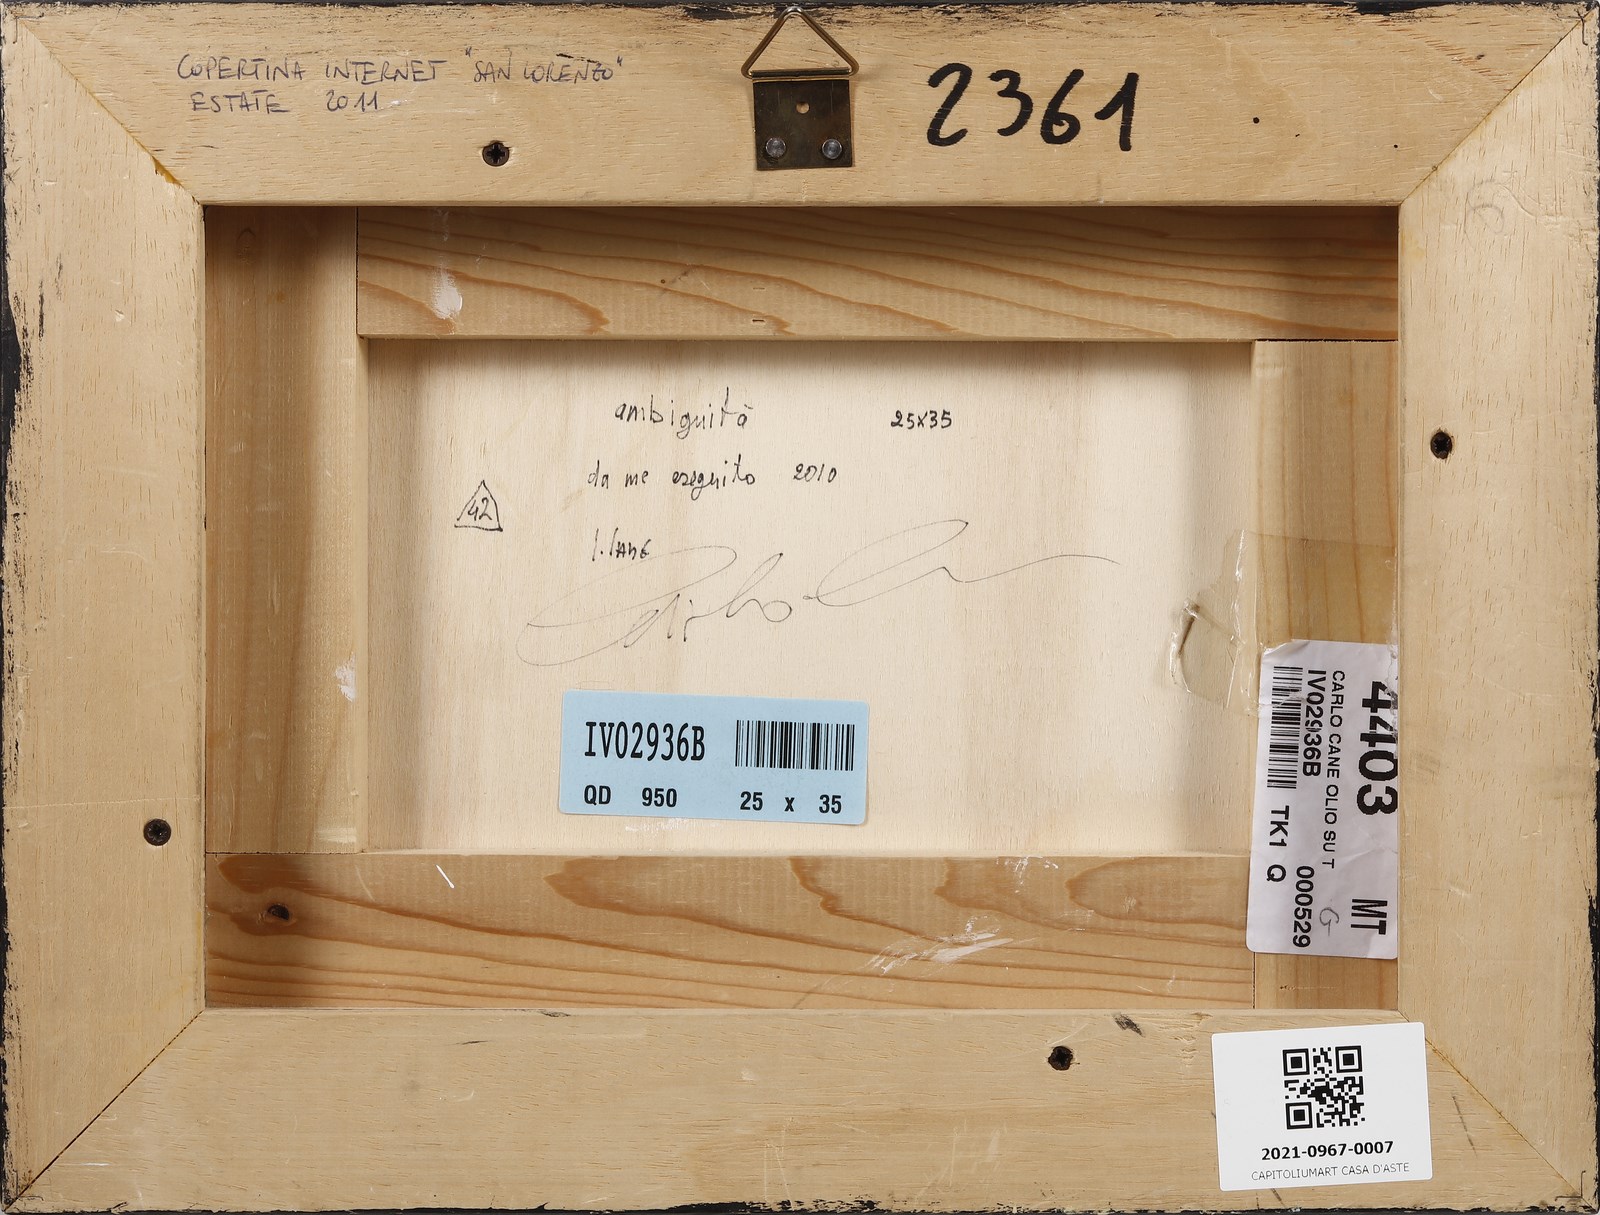 COPERTINA INTERNET "SAN LORENZO"
ESTATE 2011
2361
ambiguità 25x35
da me eseguito 2010
42
IV02936B
QD 950 25 x 35
4403 MT
CARLO CANE OLIO SU T G
IV02936B 000529
TK1 Q
2021-0967-0007
CAPITOLIUMART CASA D'ASTE